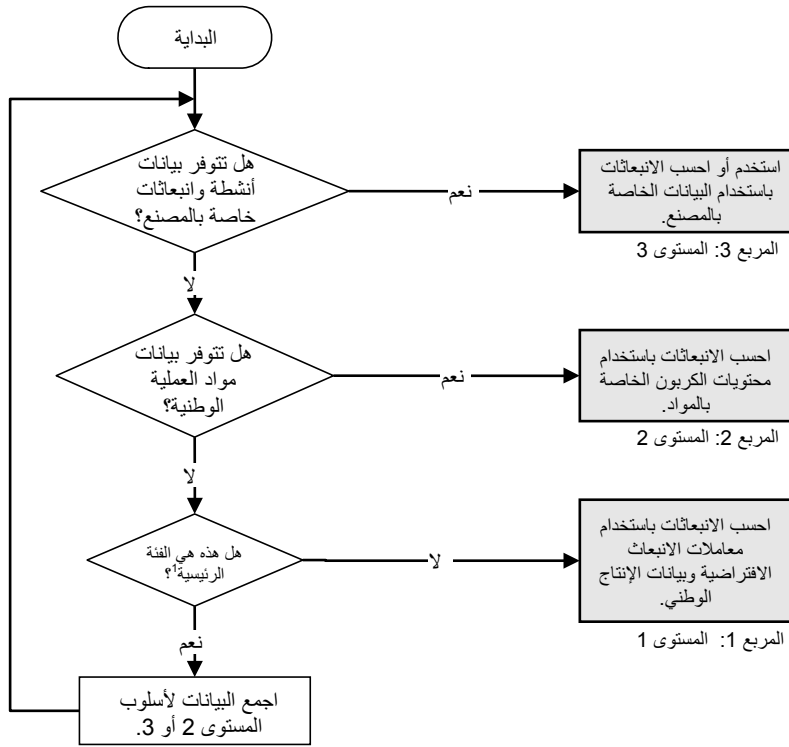 البداية
هل تتوفر بيانات
أنشطة وانبعاثات
خاصة بالمصنع؟
نعم
استخدم أو احسب الانبعاثات
باستخدام البيانات الخاصة
بالمصنع.
المربع 3: المستوى 3
لا
هل تتوفر بيانات
مواد العملية
الوطنية؟
نعم
احسب الانبعاثات باستخدام
محتويات الكربون الخاصة
بالمواد.
المربع 2: المستوى 2
لا
هل هذه هي الفئة
الرئيسية1؟
لا
احسب الانبعاثات باستخدام
معاملات الانبعاث
الافتراضية وبيانات الإنتاج
الوطني.
المربع 1: المستوى 1
نعم
اجمع البيانات لأسلوب
المستوى 2 أو 3.